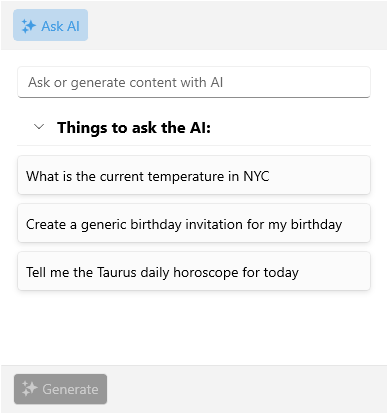 Ask AI
Ask or generate content with AI
Things to ask the AI:
What is the current temperature in NYC
Create a generic birthday invitation for my birthday
Tell me the Taurus daily horoscope for today
Generate